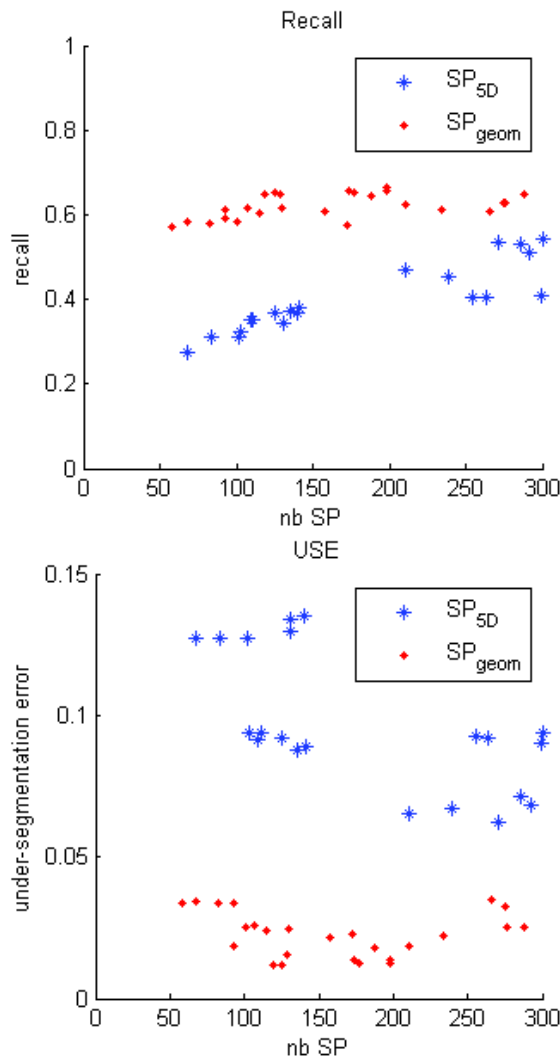 Recall
1
0.8
0.6
0.4
0.2
0
recall
SP5D
SPgeom
0 50 100 150 200 250 300
nb SP
USE
0.15
0.1
0.05
0
under-segmentation error
SP5D
SPgeom
0 50 100 150 200 250 300
nb SP